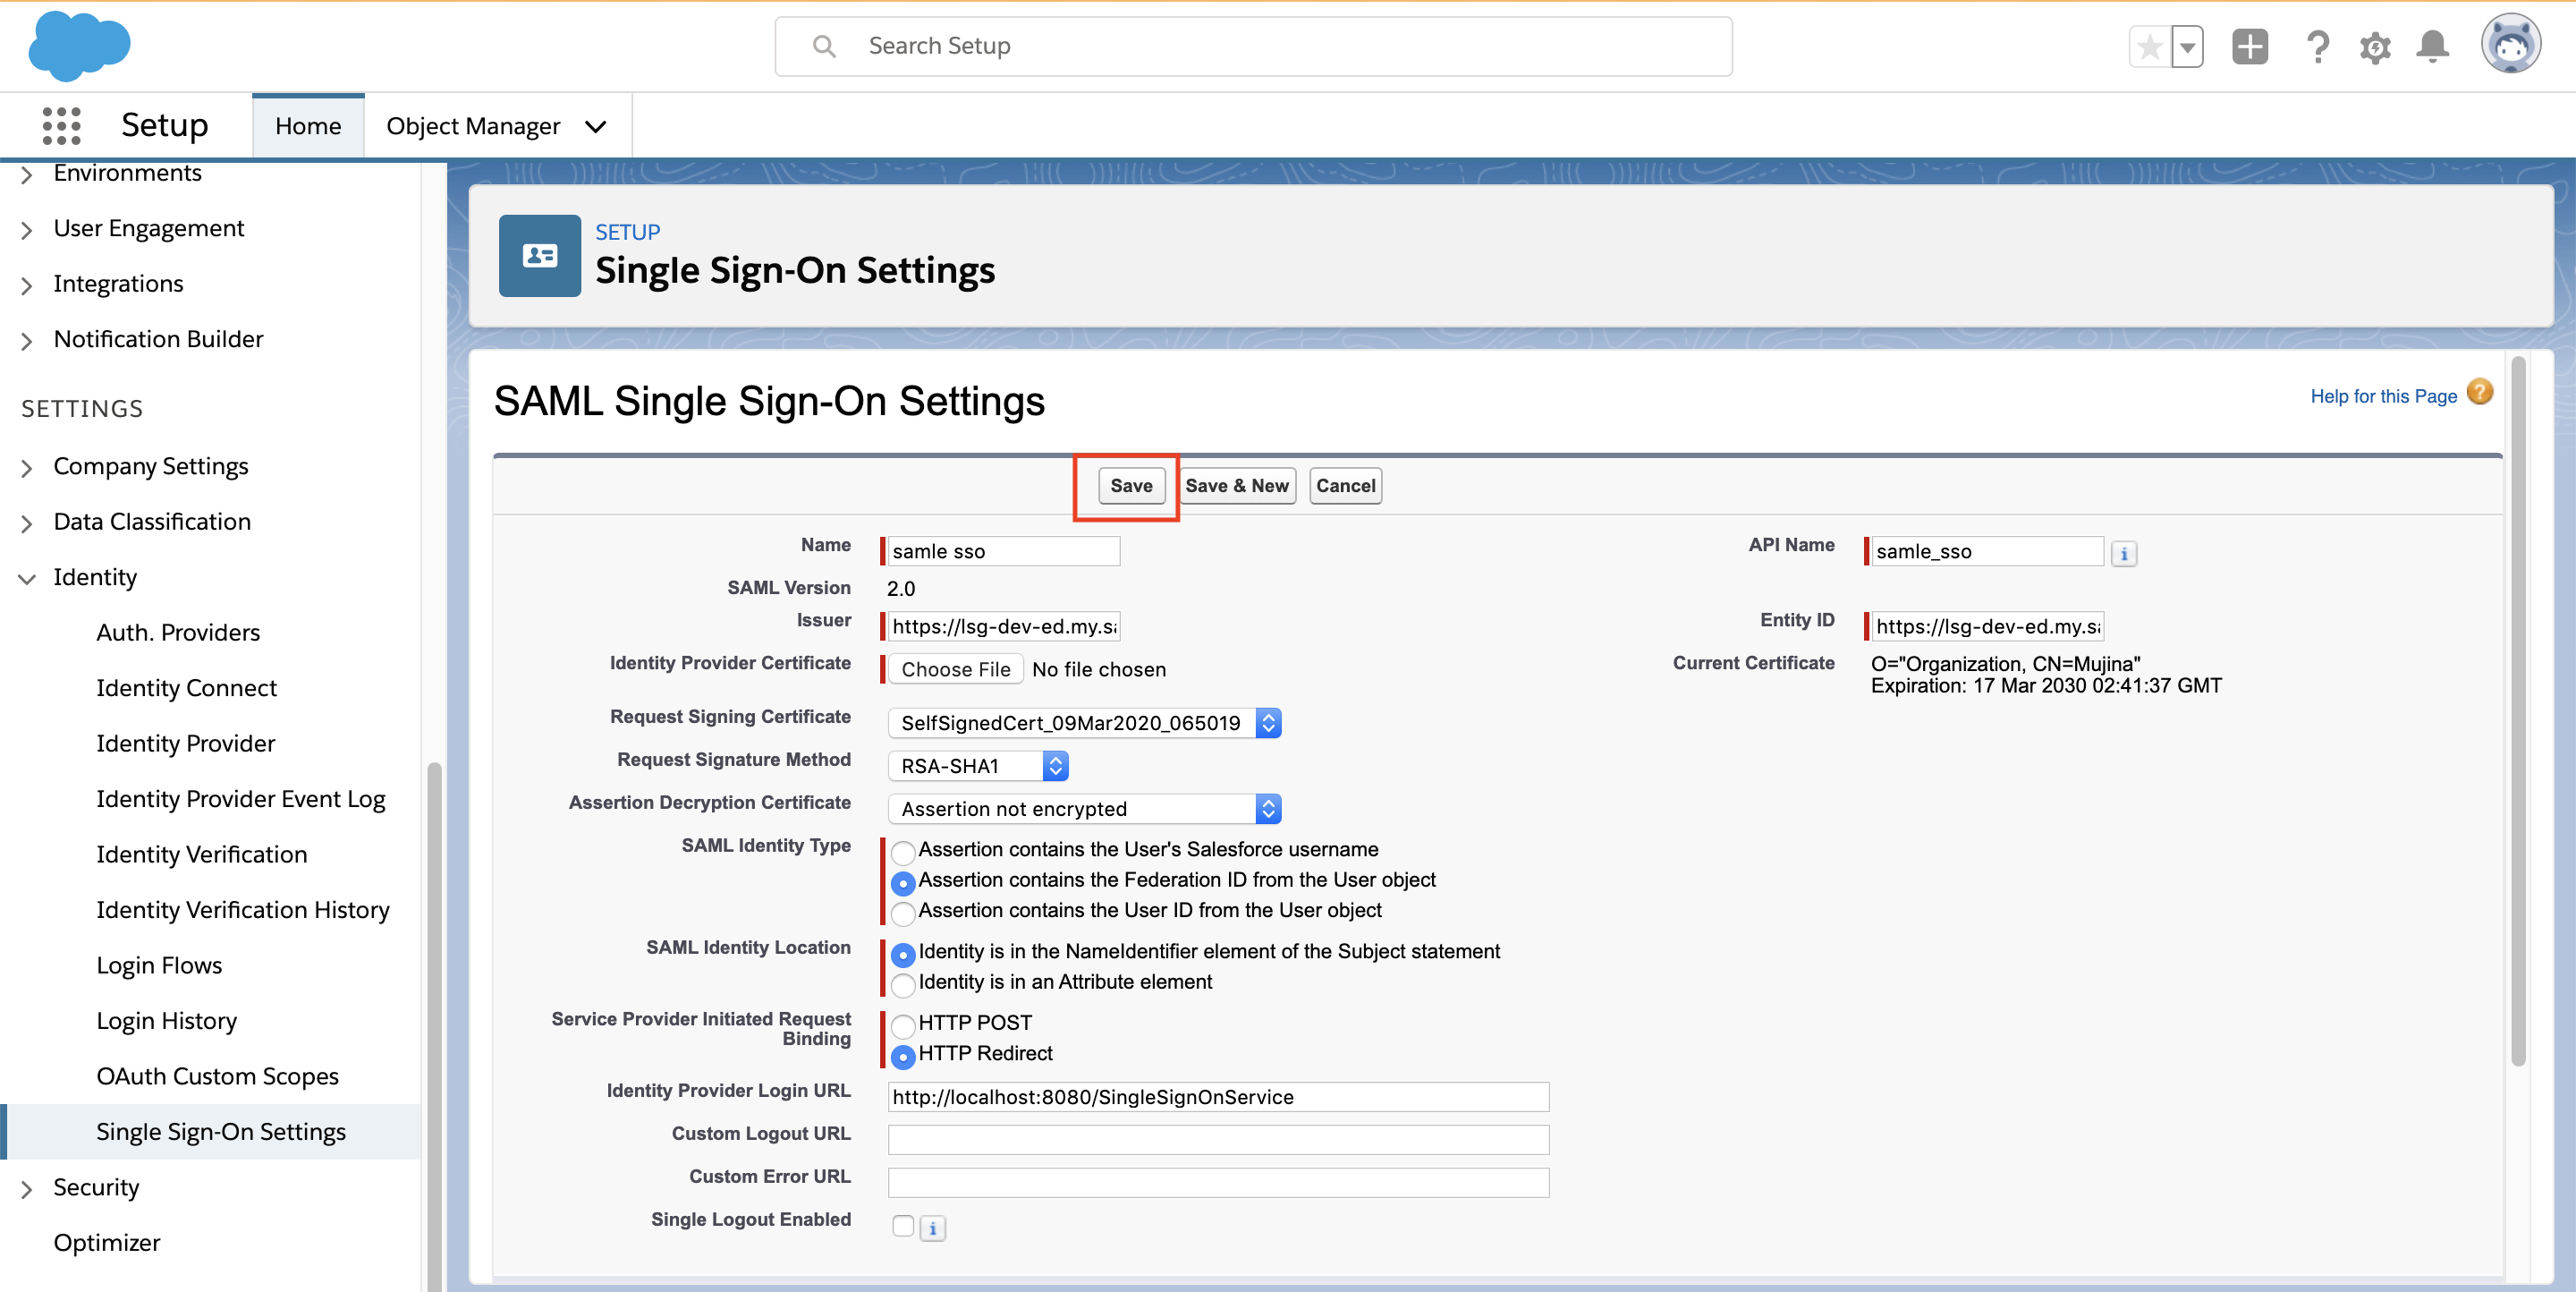 Search Setup
Setup
Home
Object Manager
Environments
User Engagement
Integrations
Notification Builder
SETTINGS
Company Settings
Data Classification
Identity
Auth. Providers
Identity Connect
Identity Provider
Identity Provider Event Log
Identity Verification
Identity Verification History
Login Flows
Login History
OAuth Custom Scopes
Single Sign-On Settings
Security
Optimizer
SETUP
Single Sign-On Settings
SAML Single Sign-On Settings
Help for this Page ?
Save Save & New Cancel
Name samle sso API Name samle_sso
SAML Version 2.0
Issuer https://lsg-dev-ed.my.sa Entity ID https://lsg-dev-ed.my.sa
Identity Provider Certificate Choose File No file chosen Current Certificate O="Organization, CN=Mujina"
Expiration: 17 Mar 2030 02:41:37 GMT
Request Signing Certificate SelfSignedCert_09Mar2020_065019
Request Signature Method RSA-SHA1
Assertion Decryption Certificate Assertion not encrypted
SAML Identity Type Assertion contains the User's Salesforce username
Assertion contains the Federation ID from the User object
Assertion contains the User ID from the User object
SAML Identity Location Identity is in the NameIdentifier element of the Subject statement
Identity is in an Attribute element
Service Provider Initiated Request HTTP POST
Binding HTTP Redirect
Identity Provider Login URL http://localhost:8080/SingleSignOnService
Custom Logout URL
Custom Error URL
Single Logout Enabled